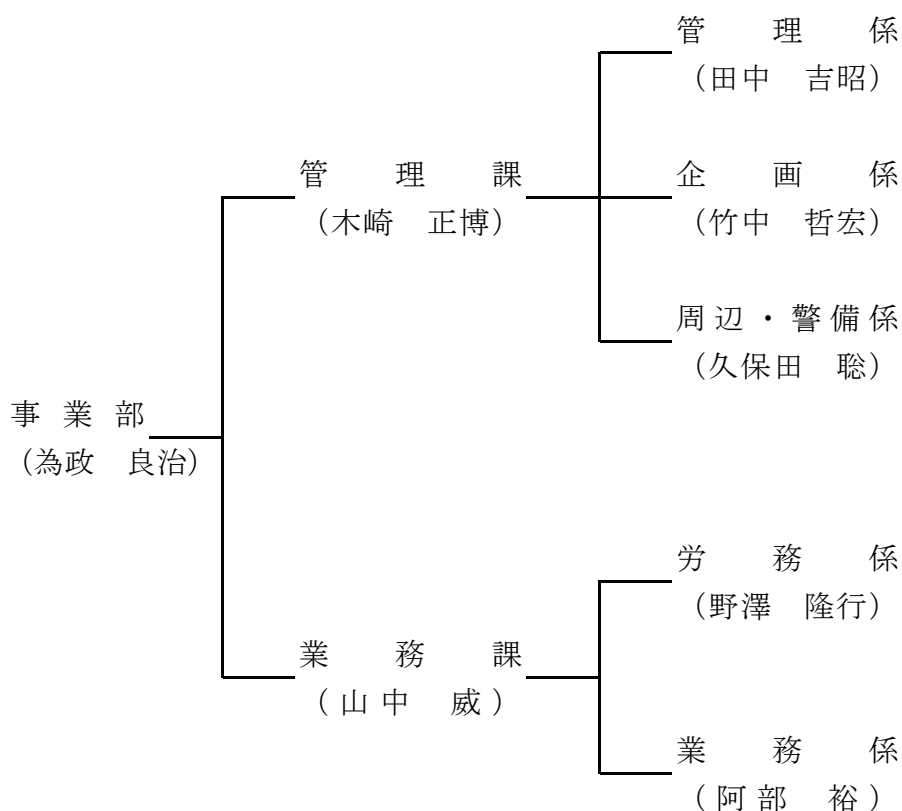 事業部
（為政　良治）
管理課
（木崎　正博）
管理係
（田中　吉昭）
企画係
（竹中　哲宏）
周辺・警備係
（久保田　聡）
業務課
（山中　威）
労務係
（野澤　隆行）
業務係
（阿部　裕）